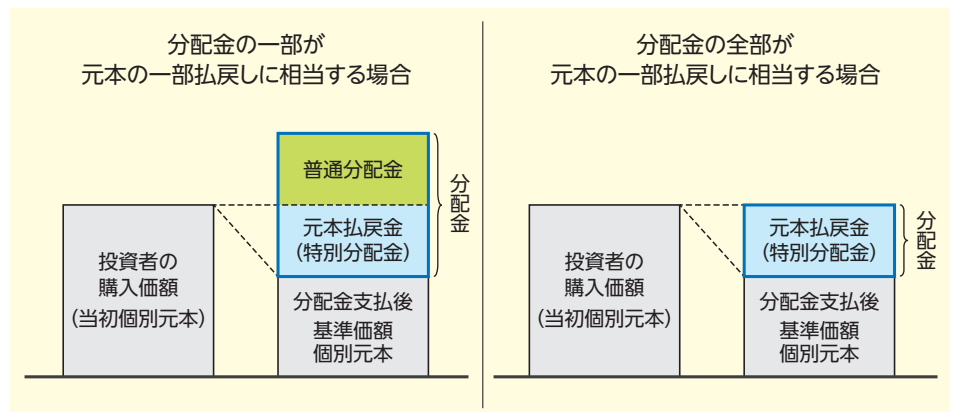 分配金の一部が
元本の一部払戻しに相当する場合
普通分配金
元本払戻金
(特別分配金)
分配金
投資者の
購入価額
(当初個別元本)
分配金支払後
基準価額
個別元本
分配金の全部が
元本の一部払戻しに相当する場合
元本払戻金
(特別分配金)
分配金
投資者の
購入価額
(当初個別元本)
分配金支払後
基準価額
個別元本